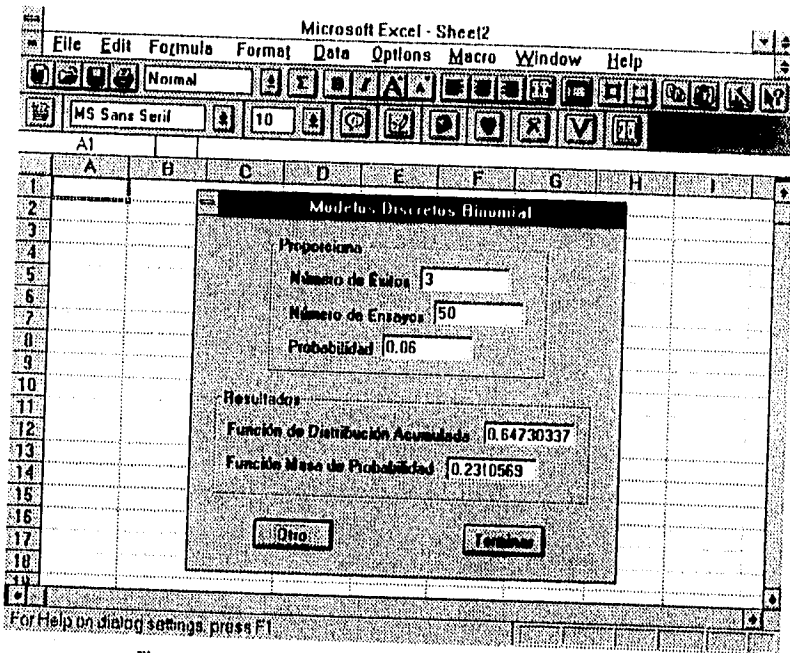 Microsoft Excel - Sheet2
File Edit Formula Format Data Options Macro Window Help
Normal
MS Sans Serif 10
A1
A B C D E F G H I
1
2
3
4
5
6
7
8
9
10
11
12
13
14
15
16
17
18
19
Modelos Discretos Binomial
Proporciona
Número de Exitos 3
Número de Ensayos 50
Probabilidad 0.06
Resultados
Función de Distribución Acumulada 0.64730337
Función Masa de Probabilidad 0.2310569
Otro
Terminar
For Help on dialog settings, press F1